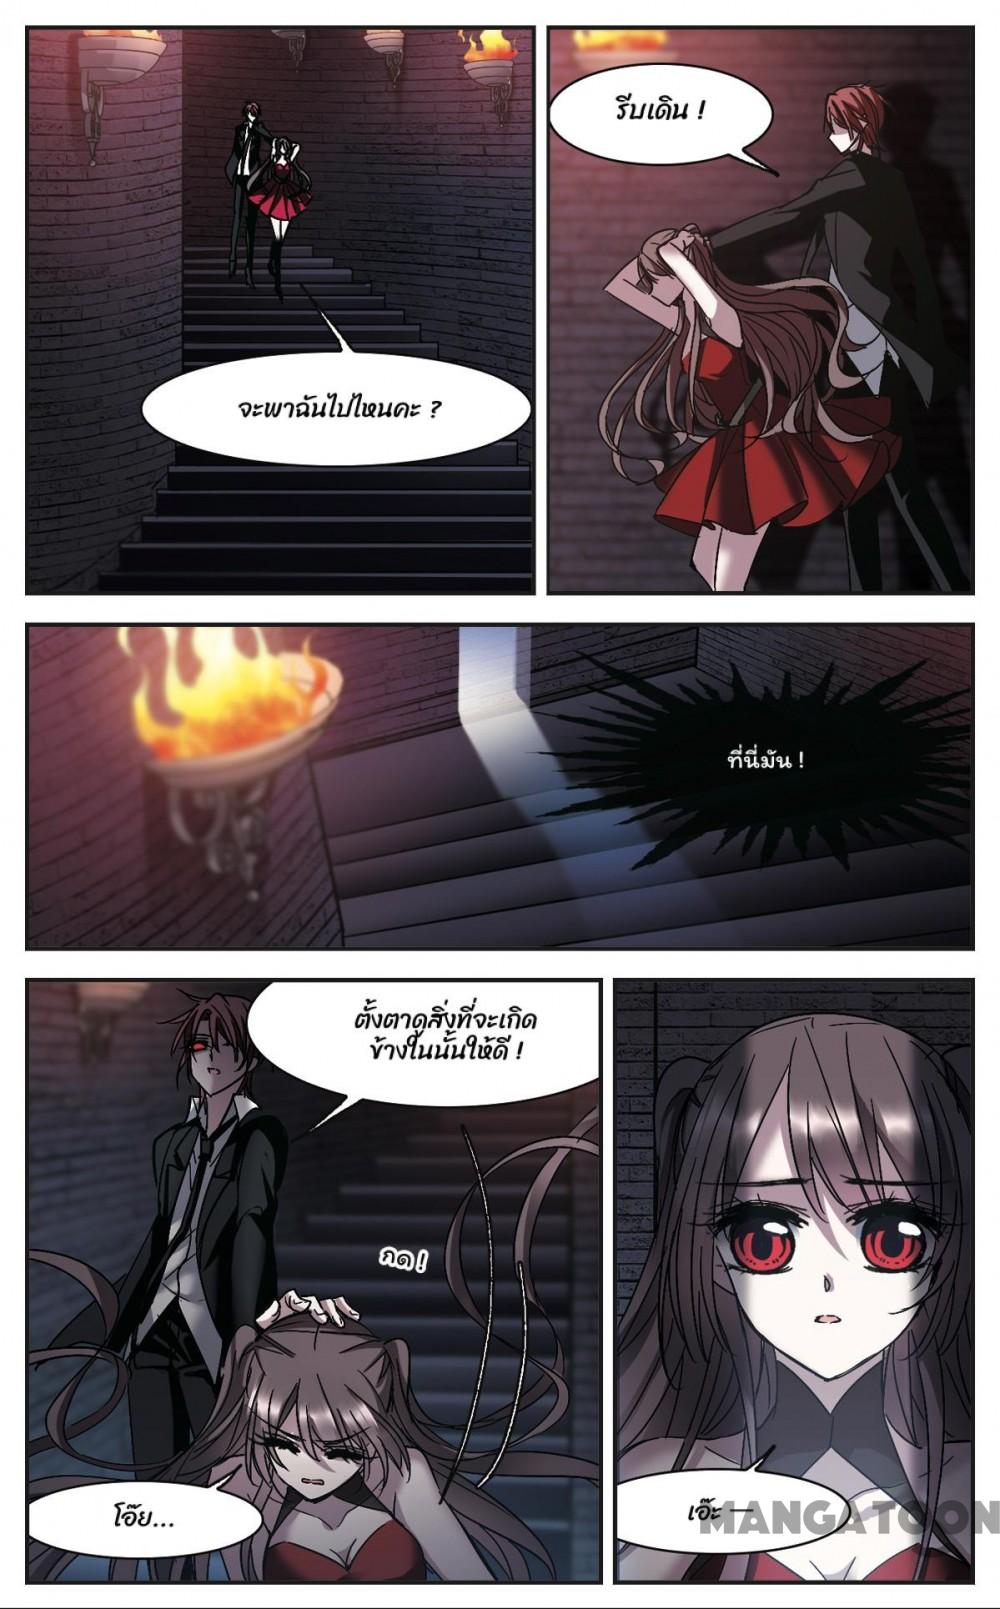 จะพาฉันไปไหนคะ ?
รีบเดิน !
ที่นี่มัน !
ตั้งตาดูสิ่งที่จะเกิด
ข้างในนั้นให้ดี !
กด !
โอ๊ย...
เอ๊ะ —
MANGATOON